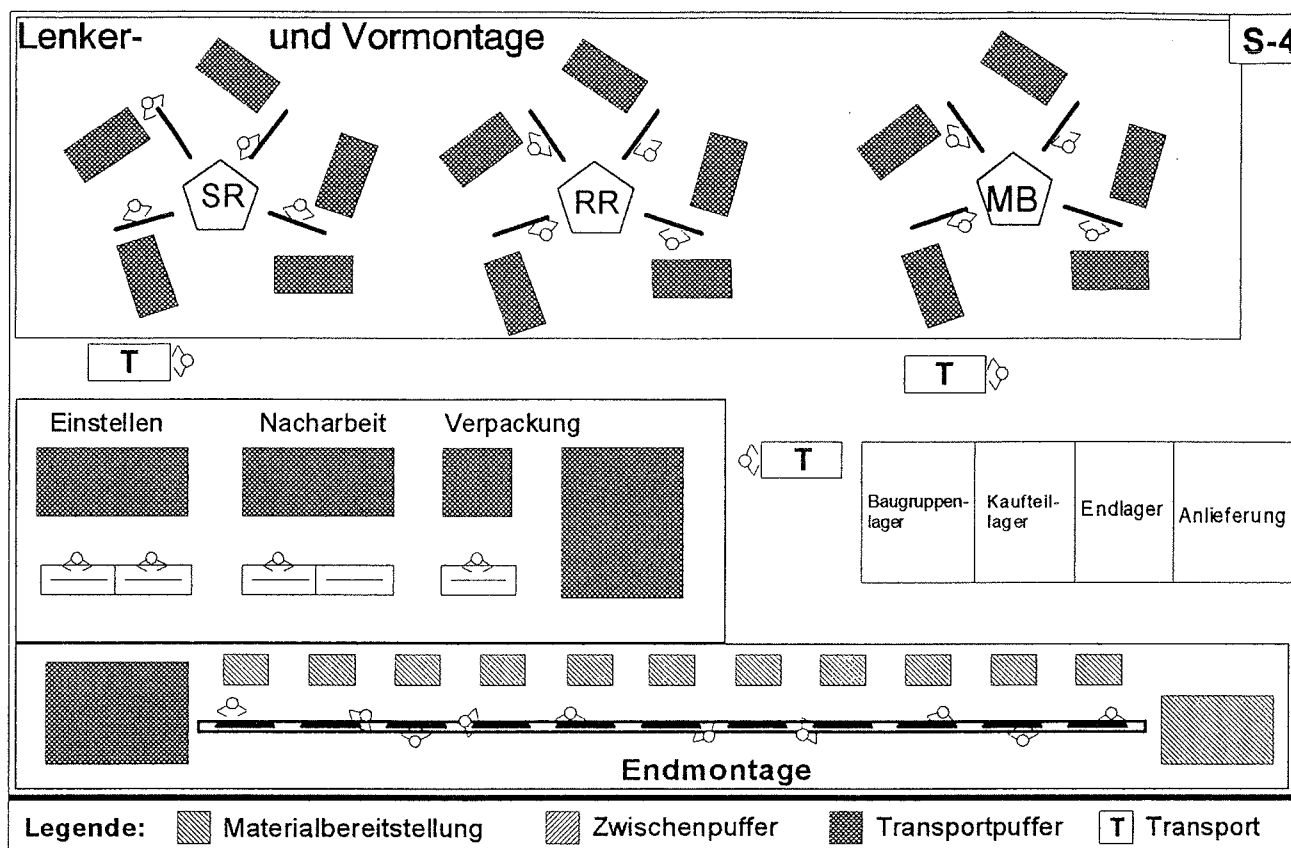 Lenker- und Vormontage
S-4
SR
RR
MB
T
T
Einstellen Nacharbeit Verpackung
T
Baugruppen-
lager
Kaufteil-
lager
Endlager
Anlieferung
Endmontage
Legende: Materialbereitstellung Zwischenpuffer Transportpuffer T Transport